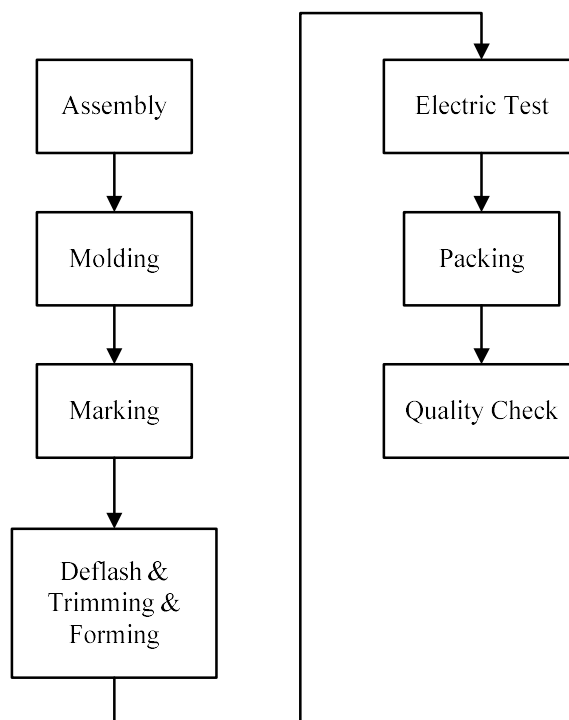 Assembly
Molding
Marking
Deflash &
Trimming &
Forming
Electric Test
Packing
Quality Check